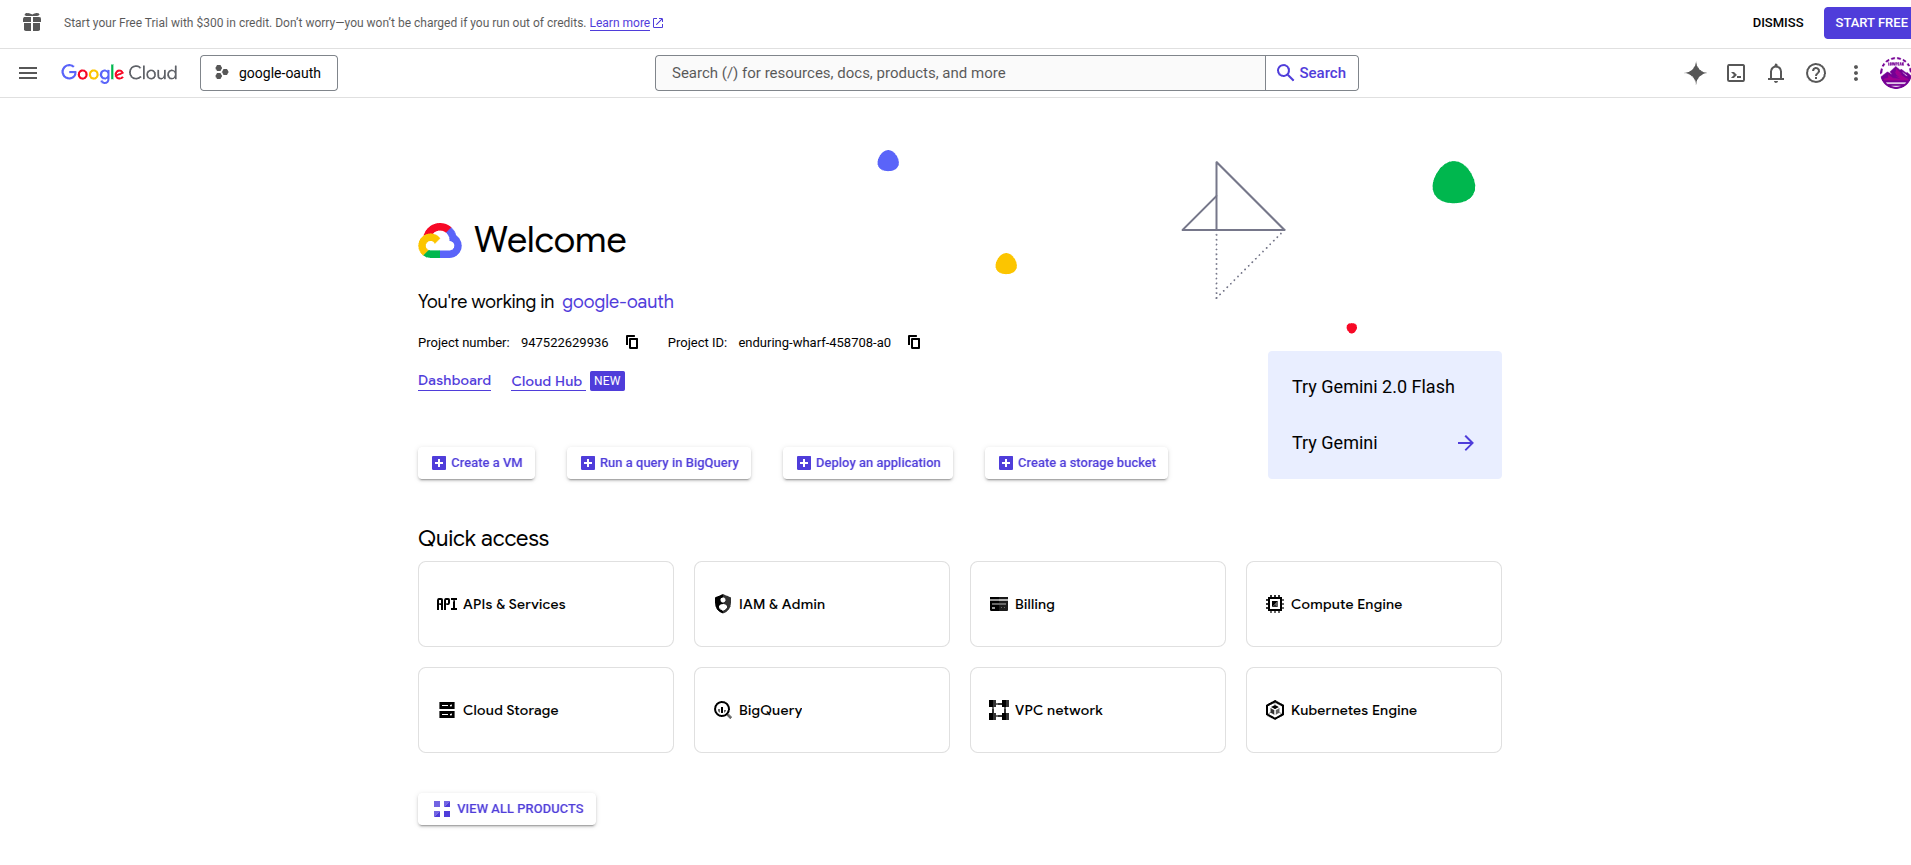 Start your Free Trial with $300 in credit. Don't worry—you won't be charged if you run out of credits. Learn more
DISMISS
START FREE
Google Cloud
google-oauth
Search (/) for resources, docs, products, and more
Search
Welcome
You're working in google-oauth
Project number: 947522629936 Project ID: enduring-wharf-458708-a0
Dashboard Cloud Hub NEW
Try Gemini 2.0 Flash
Try Gemini
Create a VM
Run a query in BigQuery
Deploy an application
Create a storage bucket
Quick access
API APIs & Services
IAM & Admin
Billing
Compute Engine
Cloud Storage
BigQuery
VPC network
Kubernetes Engine
VIEW ALL PRODUCTS